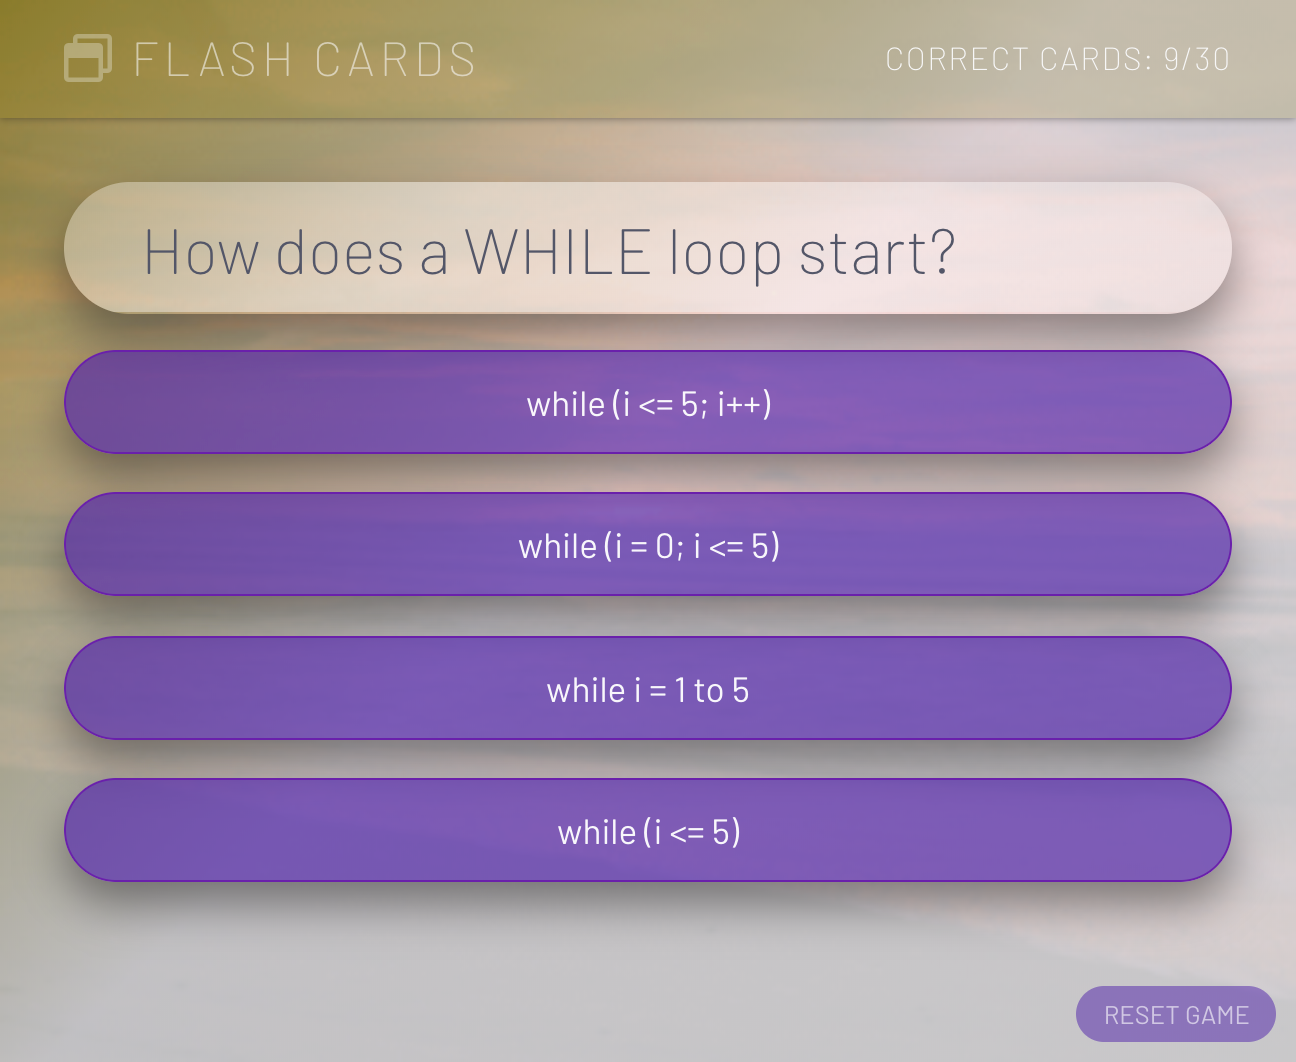 FLASH CARDS
CORRECT CARDS: 9/30
How does a WHILE loop start?
while (i <= 5; i++)
while (i = 0; i <= 5)
while i = 1 to 5
while (i <= 5)
RESET GAME